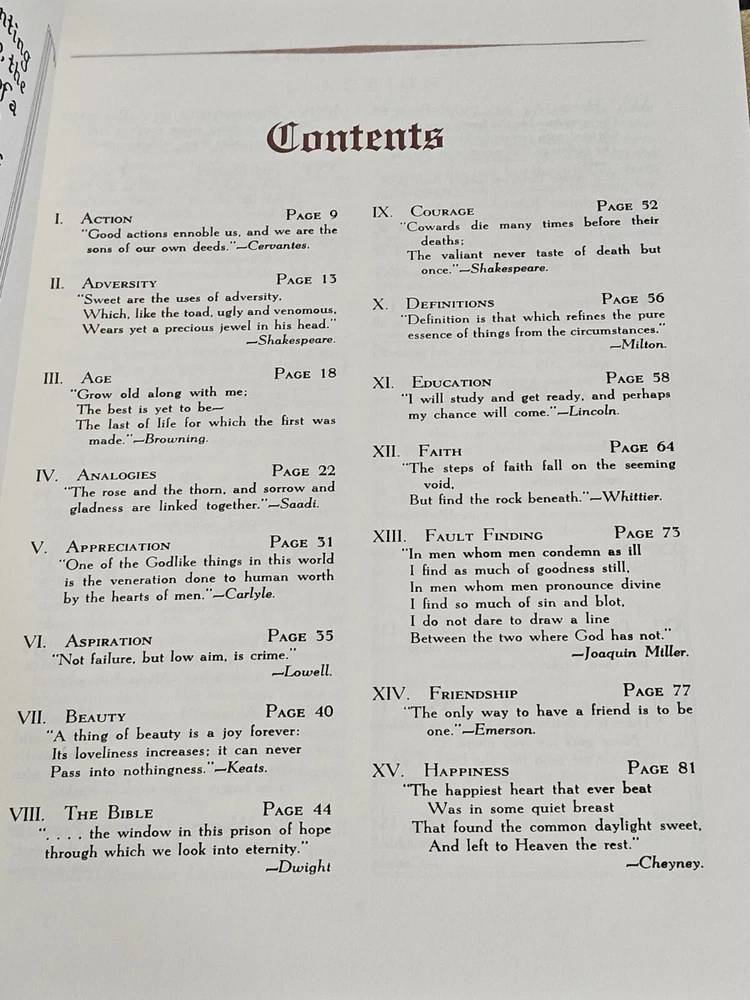 nting
the
of a
Contents
I. Action Page 9
"Good actions ennoble us, and we are the
sons of our own deeds."—Cervantes.
II. Adversity Page 13
"Sweet are the uses of adversity,
Which, like the toad, ugly and venomous,
Wears yet a precious jewel in his head."
—Shakespeare.
III. Age Page 18
"Grow old along with me;
The best is yet to be—
The last of life for which the first was
made."—Browning.
IV. Analogies Page 22
"The rose and the thorn, and sorrow and
gladness are linked together."—Saadi.
V. Appreciation Page 31
"One of the Godlike things in this world
is the veneration done to human worth
by the hearts of men."—Carlyle.
VI. Aspiration Page 35
"Not failure, but low aim, is crime."
—Lowell.
VII. Beauty Page 40
"A thing of beauty is a joy forever:
Its loveliness increases; it can never
Pass into nothingness."—Keats.
VIII. The Bible Page 44
". . . . the window in this prison of hope
through which we look into eternity."
—Dwight
IX. Courage Page 52
"Cowards die many times before their
deaths;
The valiant never taste of death but
once."—Shakespeare.
X. Definitions Page 56
"Definition is that which refines the pure
essence of things from the circumstances."
—Milton.
XI. Education Page 58
"I will study and get ready, and perhaps
my chance will come."—Lincoln.
XII. Faith Page 64
"The steps of faith fall on the seeming
void,
But find the rock beneath."—Whittier.
XIII. Fault Finding Page 73
"In men whom men condemn as ill
I find as much of goodness still,
In men whom men pronounce divine
I find so much of sin and blot,
I do not dare to draw a line
Between the two where God has not."
—Joaquin Miller.
XIV. Friendship Page 77
"The only way to have a friend is to be
one."—Emerson.
XV. Happiness Page 81
"The happiest heart that ever beat
Was in some quiet breast
That found the common daylight sweet,
And left to Heaven the rest."
—Cheyney.